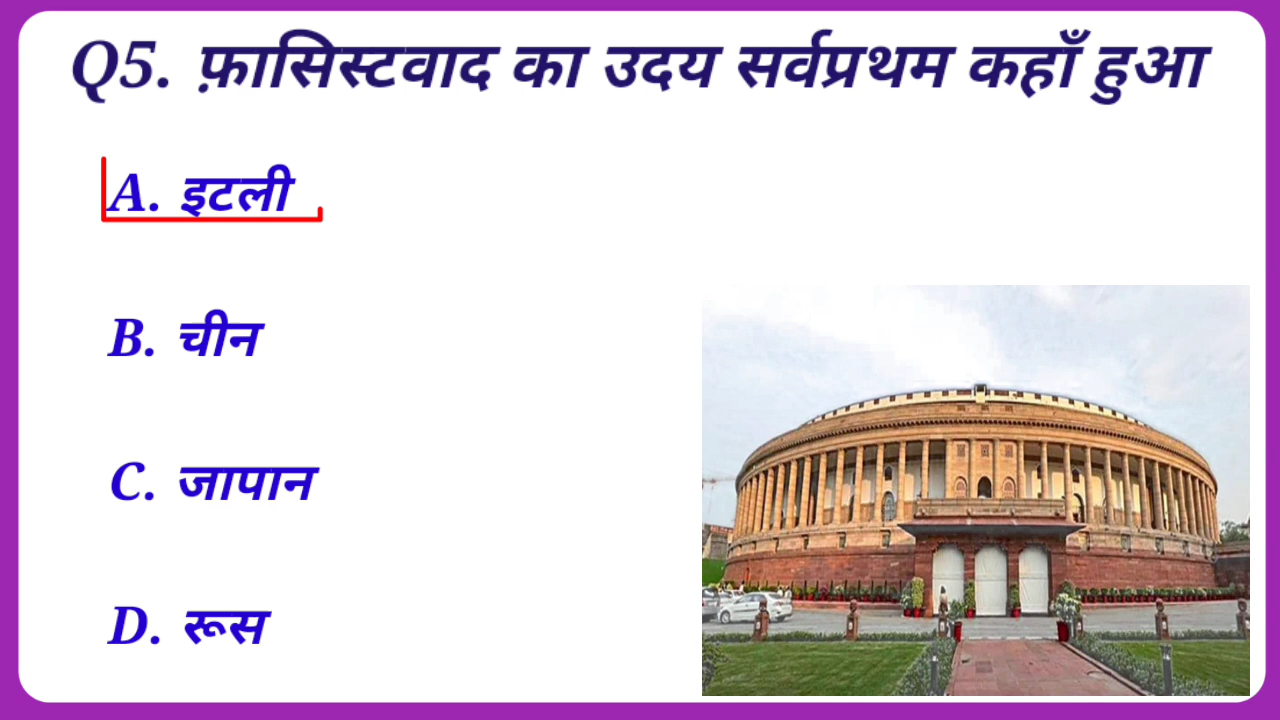 Q5. फ़ासिस्टवाद का उदय सर्वप्रथम कहाँ हुआ
A. इटली
B. चीन
C. जापान
D. रूस